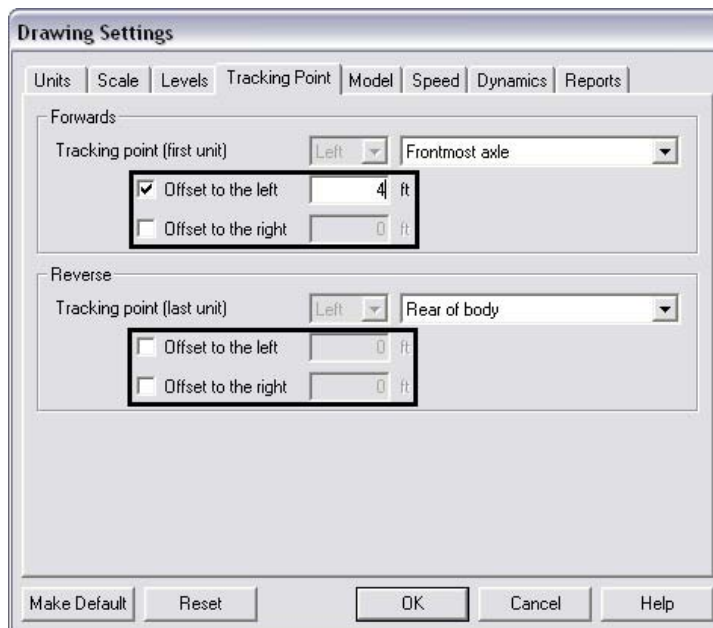 Drawing Settings
Units Scale Levels Tracking Point Model Speed Dynamics Reports
Forwards
Tracking point (first unit) Left Frontmost axle
Offset to the left 4 ft
Offset to the right 0 ft
Reverse
Tracking point (last unit) Left Rear of body
Offset to the left 0 ft
Offset to the right 0 ft
Make Default Reset OK Cancel Help